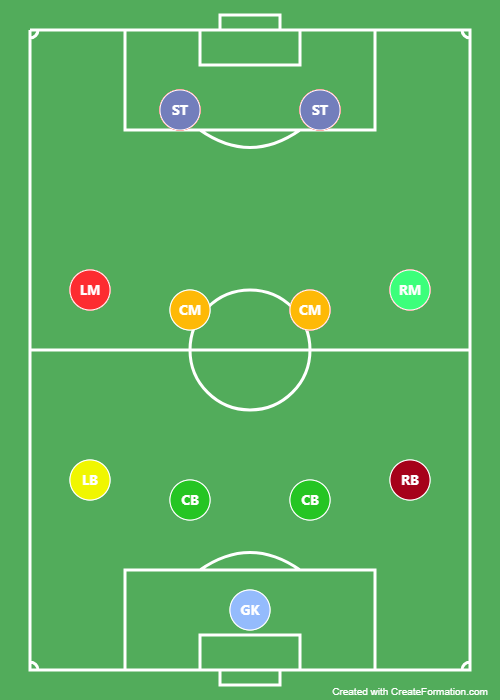 ST ST
LM RM
CM CM
LB RB
CB CB
GK
Created with CreateFormation.com